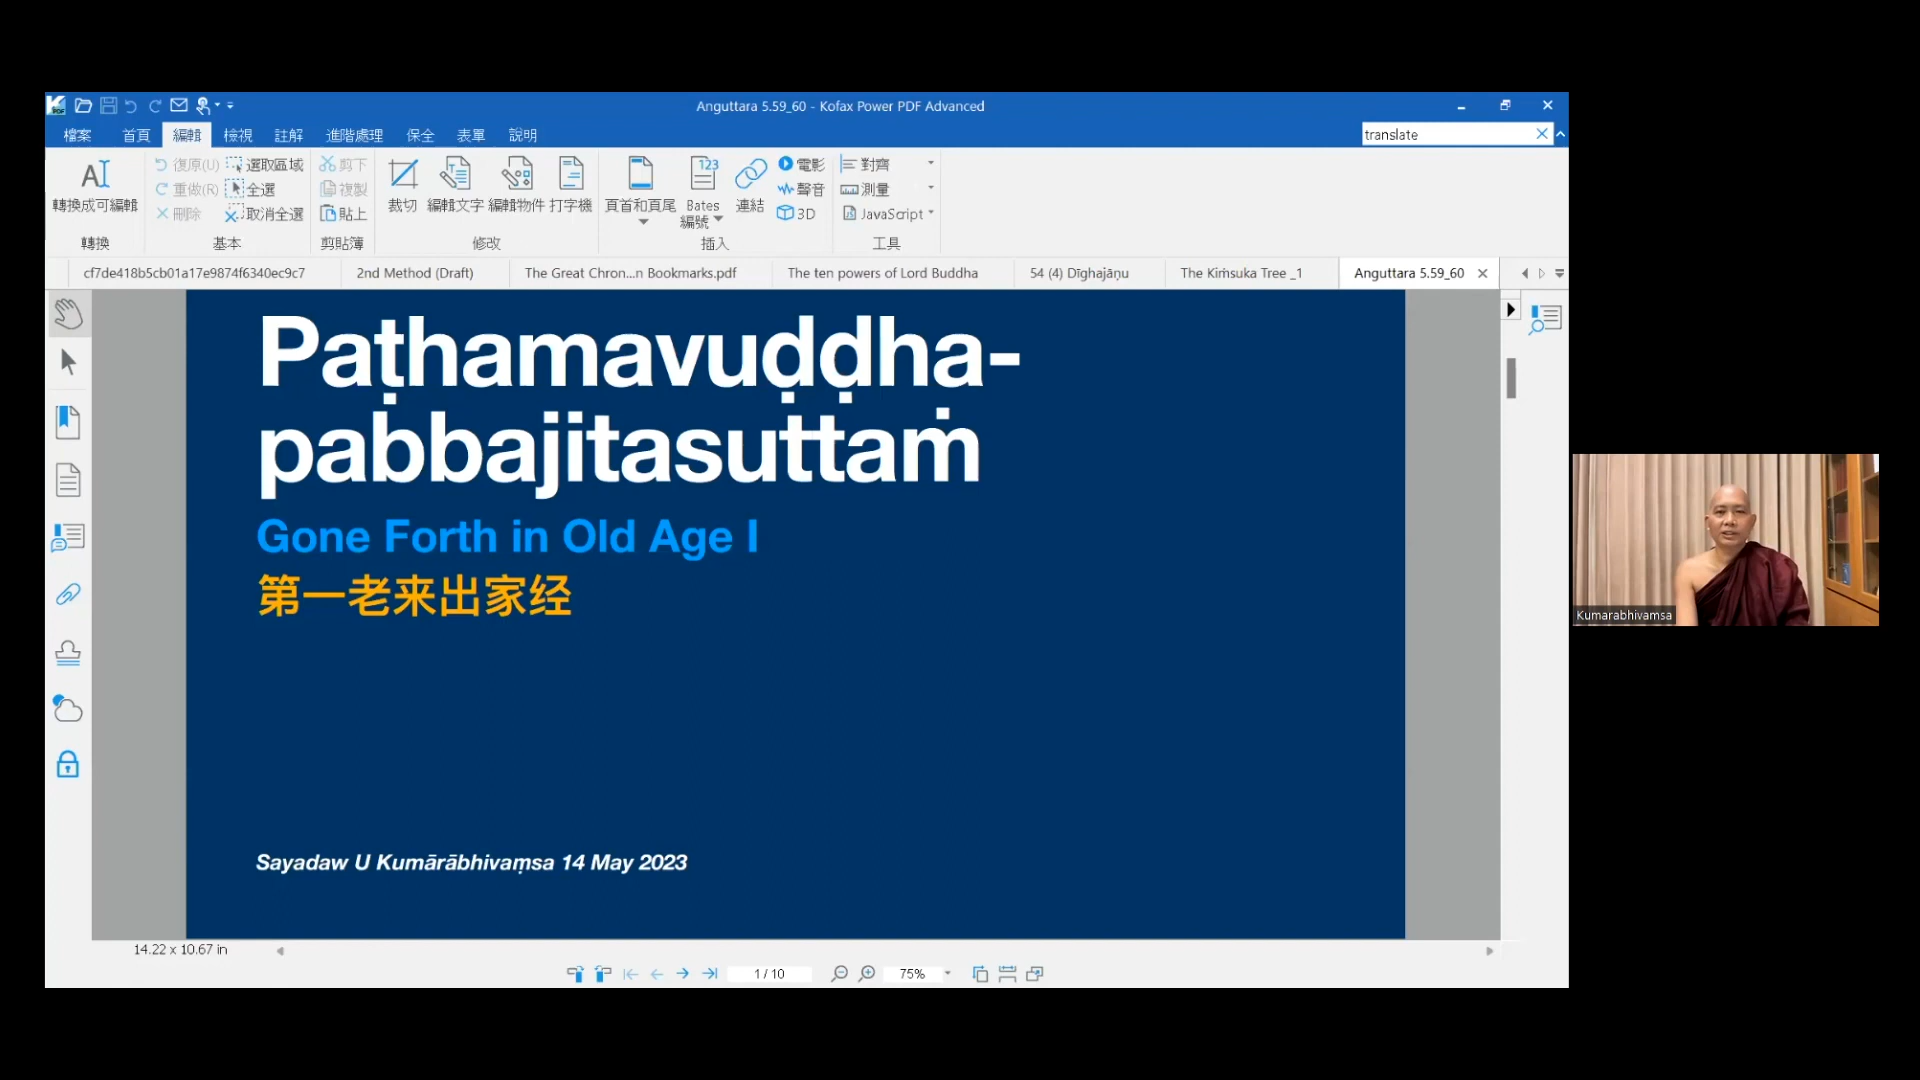 Anguttara 5.59_60 - Kofax Power PDF Advanced
檔案 首頁 編輯 檢視 註解 進階處理 保全 表單 說明
translate
轉換成可編輯
轉換
復原(U)
重做(R)
刪除
選取區域
全選
取消全選
基本
剪下
複製
貼上
剪貼簿
裁切
編輯文字
編輯物件
打字機
修改
頁首和頁尾
Bates
編號
連結
電影
聲音
3D
插入
對齊
測量
JavaScript
工具
cf7de418b5cb01a17e9874f6340ec9c7
2nd Method (Draft)
The Great Chron...n Bookmarks.pdf
The ten powers of Lord Buddha
54 (4) Dīghajāṇu
The Kiṁsuka Tree _1
Anguttara 5.59_60
Paṭhamavuḍḍha-
pabbajitasuttaṁ
Gone Forth in Old Age I
第一老来出家经
Sayadaw U Kumārābhivaṃsa 14 May 2023
Kumarabhivamsa
14.22 x 10.67 in
1 / 10
75%